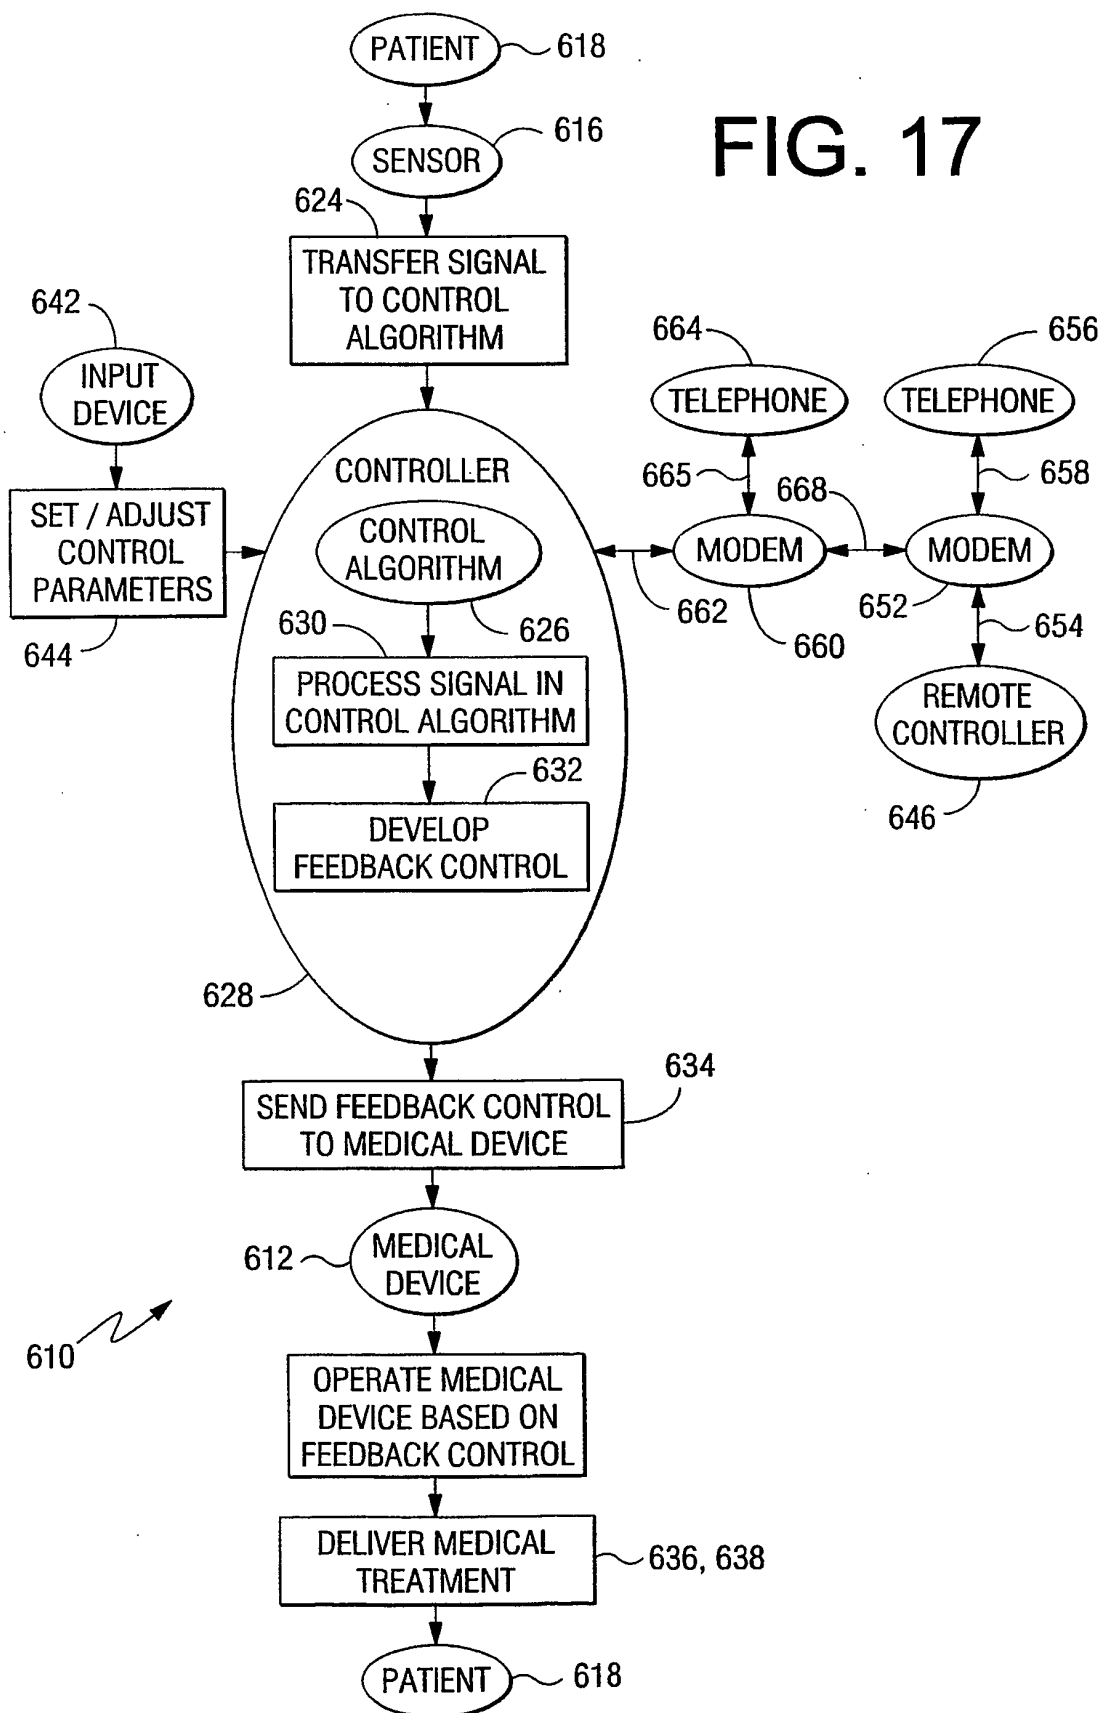 PATIENT
618
SENSOR
616
FIG. 17
624
TRANSFER SIGNAL
TO CONTROL
ALGORITHM
642
INPUT
DEVICE
664
656
TELEPHONE
TELEPHONE
665
668
658
SET / ADJUST
CONTROL
PARAMETERS
644
CONTROLLER
CONTROL
ALGORITHM
626
MODEM
MODEM
662
660
652
654
630
PROCESS SIGNAL IN
CONTROL ALGORITHM
REMOTE
CONTROLLER
646
632
DEVELOP
FEEDBACK CONTROL
628
SEND FEEDBACK CONTROL
TO MEDICAL DEVICE
634
612
MEDICAL
DEVICE
610
OPERATE MEDICAL
DEVICE BASED ON
FEEDBACK CONTROL
DELIVER MEDICAL
TREATMENT
636, 638
PATIENT
618